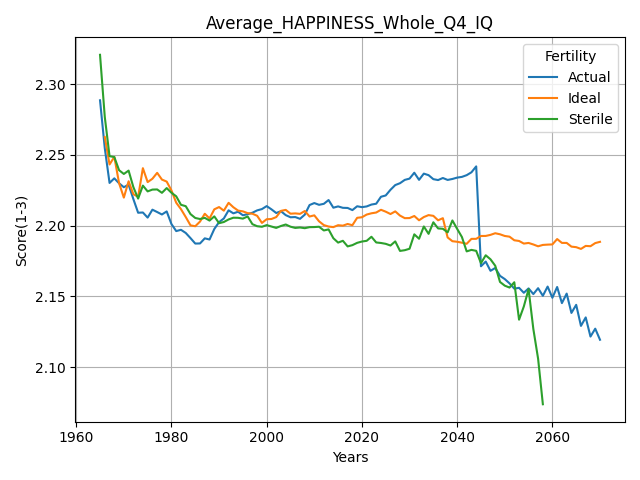 Average_HAPPINESS_Whole_Q4_IQ
Fertility
Actual
Ideal
Sterile
Score(1-3)
2.30
2.25
2.20
2.15
2.10
1960 1980 2000 2020 2040 2060
Years